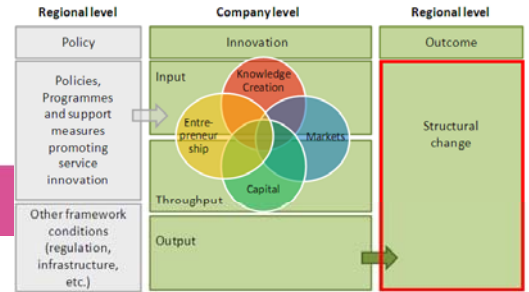 Regional level
Company level
Regional level
Policy
Innovation
Outcome
Policies,
Programmes
and support
measures
promoting
service
innovation
Other framework
conditions
(regulation,
infrastructure,
etc.)
Input
Knowledge
Creation
Entre-
preneur
ship
Markets
Capital
Throughput
Output
Structural
change